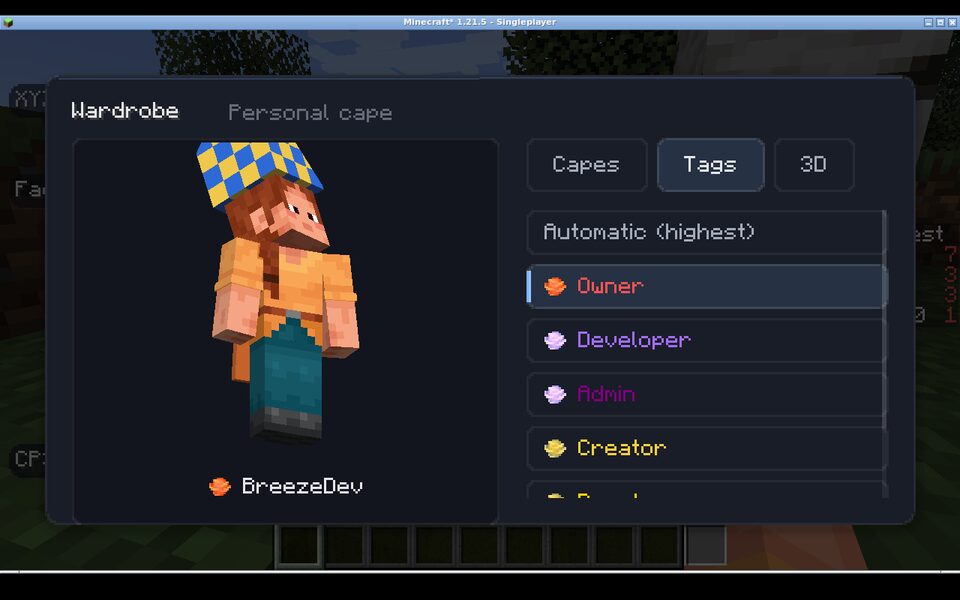 Minecraft* 1.21.5 - Singleplayer
Wardrobe
Personal cape
Capes
Tags
3D
Automatic (highest)
Owner
Developer
Admin
Creator
BreezeDev